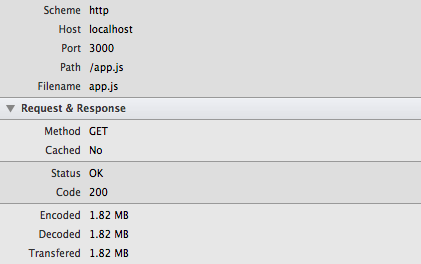 Scheme http
Host localhost
Port 3000
Path /app.js
Filename app.js
Request & Response
Method GET
Cached No
Status OK
Code 200
Encoded 1.82 MB
Decoded 1.82 MB
Transfered 1.82 MB